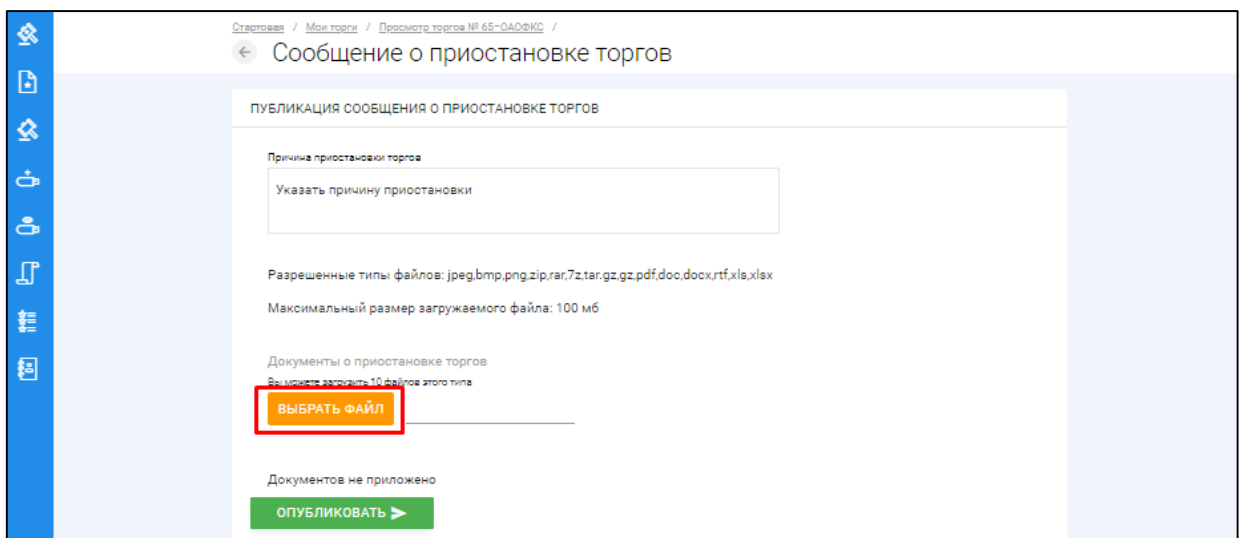 Стартовая / Мои торги / Просмотр торгов № 65-ОАОФКС /
Сообщение о приостановке торгов
ПУБЛИКАЦИЯ СООБЩЕНИЯ О ПРИОСТАНОВКЕ ТОРГОВ
Причина приостановки торгов
Указать причину приостановки
Разрешенные типы файлов: jpeg,bmp,png,zip,rar,7z,tar.gz,gz,pdf,doc,docx,rtf,xls,xlsx
Максимальный размер загружаемого файла: 100 мб
Документы о приостановке торгов
Вы можете загрузить 10 файлов этого типа
ВЫБРАТЬ ФАЙЛ
Документов не приложено
ОПУБЛИКОВАТЬ